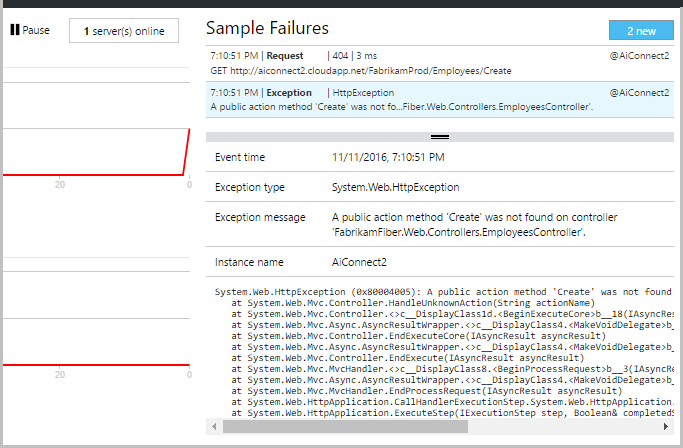 Pause
1 server(s) online
20
0
20
0
Sample Failures
2 new
7:10:51 PM | Request | 404 | 3 ms @AiConnect2
GET http://aiconnect2.cloudapp.net/FabrikamProd/Employees/Create
7:10:51 PM | Exception | HttpException @AiConnect2
A public action method 'Create' was not fo...Fiber.Web.Controllers.EmployeesController'.
Event time 11/11/2016, 7:10:51 PM
Exception type System.Web.HttpException
Exception message A public action method 'Create' was not found on controller
'FabrikamFiber.Web.Controllers.EmployeesController'.
Instance name AiConnect2
System.Web.HttpException (0x80004005): A public action method 'Create' was not found
at System.Web.Mvc.Controller.HandleUnknownAction(String actionName)
at System.Web.Mvc.Controller.<>c__DisplayClass1d.<BeginExecuteCore>b__18(IAsyncRes
at System.Web.Mvc.Async.AsyncResultWrapper.<>c__DisplayClass4.<MakeVoidDelegate>b_
at System.Web.Mvc.Controller.EndExecuteCore(IAsyncResult asyncResult)
at System.Web.Mvc.Async.AsyncResultWrapper.<>c__DisplayClass4.<MakeVoidDelegate>b_
at System.Web.Mvc.Controller.EndExecute(IAsyncResult asyncResult)
at System.Web.Mvc.MvcHandler.<>c__DisplayClass8.<BeginProcessRequest>b__3(IAsyncRes
at System.Web.Mvc.Async.AsyncResultWrapper.<>c__DisplayClass4.<MakeVoidDelegate>b_
at System.Web.Mvc.MvcHandler.EndProcessRequest(IAsyncResult asyncResult)
at System.Web.HttpApplication.CallHandlerExecutionStep.System.Web.HttpApplication.
at System.Web.HttpApplication.ExecuteStep(IExecutionStep step, Boolean& completedS